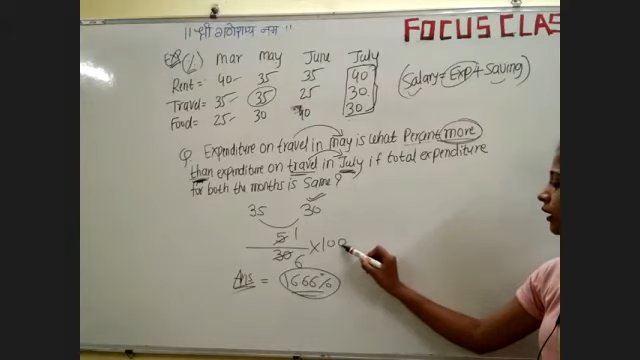 ॥ श्री गणेशाय नमः ॥
FOCUS CLAS
Exp (%) Mar May June July
Rent:- 40- 35 35 40
Travel= 35- 35 25 30
Food= 25- 30 40 30
(Salary= Exp + Saving)
Q Expenditure on travel in may is what Percent more
than expenditure on travel in July if total expenditure
for both the months is Same?
35 30
5 1
30 × 100
6
Ans = 16.66%